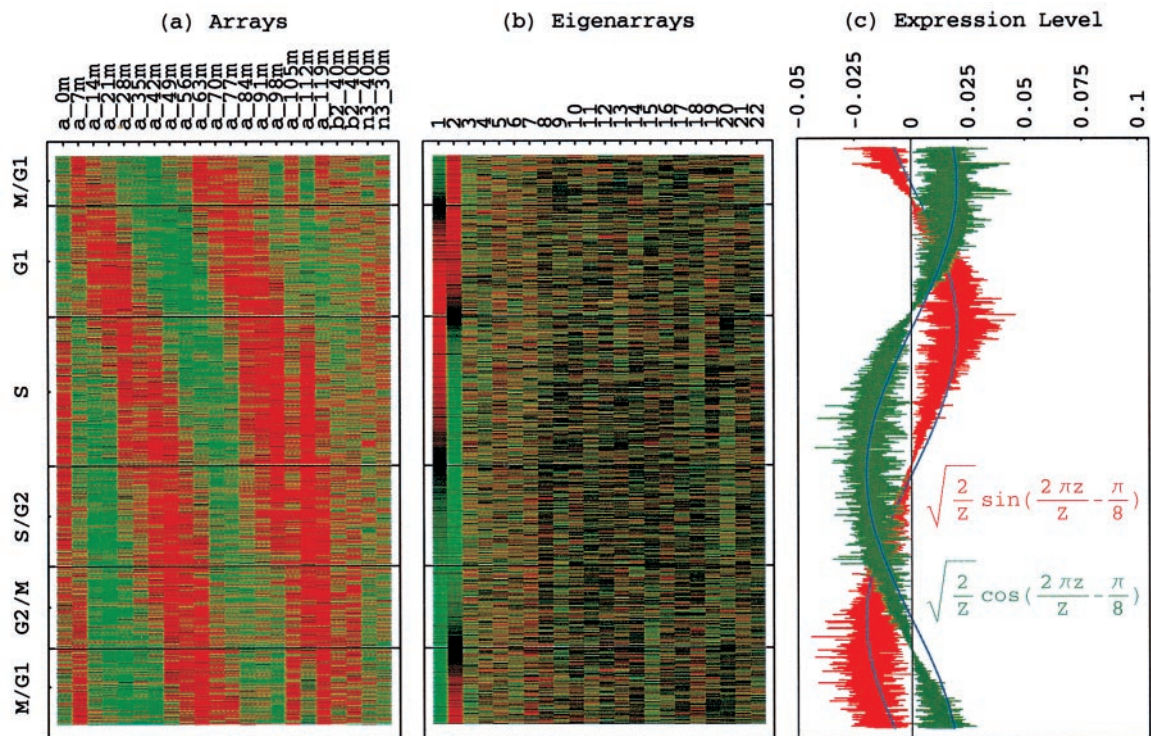 (a) Arrays
(b) Eigenarrays
(c) Expression Level
a_0m
a_7m
a_14m
a_21m
a_28m
a_35m
a_42m
a_49m
a_56m
a_63m
a_70m
a_77m
a_84m
a_91m
a_98m
a_105m
a_112m
a_119m
b2_40m
b2_40m
n3_40m
n3_30m
1
2
3
4
5
6
7
8
9
10
11
12
13
14
15
16
17
18
19
20
21
22
-0.05
-0.025
0
0.025
0.05
0.075
0.1
M/G1
G1
S
S/G2
G2/M
M/G1
√(2/Z) sin(2πz/Z - π/8)
√(2/Z) cos(2πz/Z - π/8)